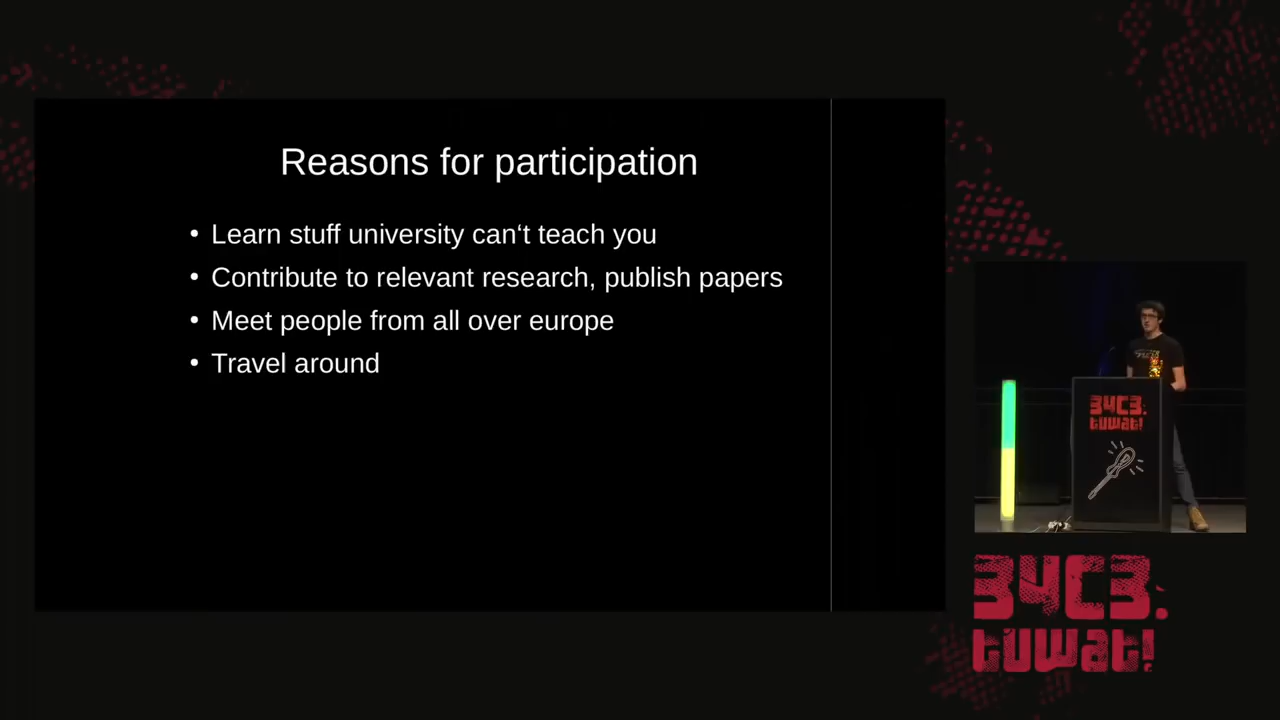 Reasons for participation
• Learn stuff university can‘t teach you
• Contribute to relevant research, publish papers
• Meet people from all over europe
• Travel around
34C3.
tuwat!
34C3.
tuwat!